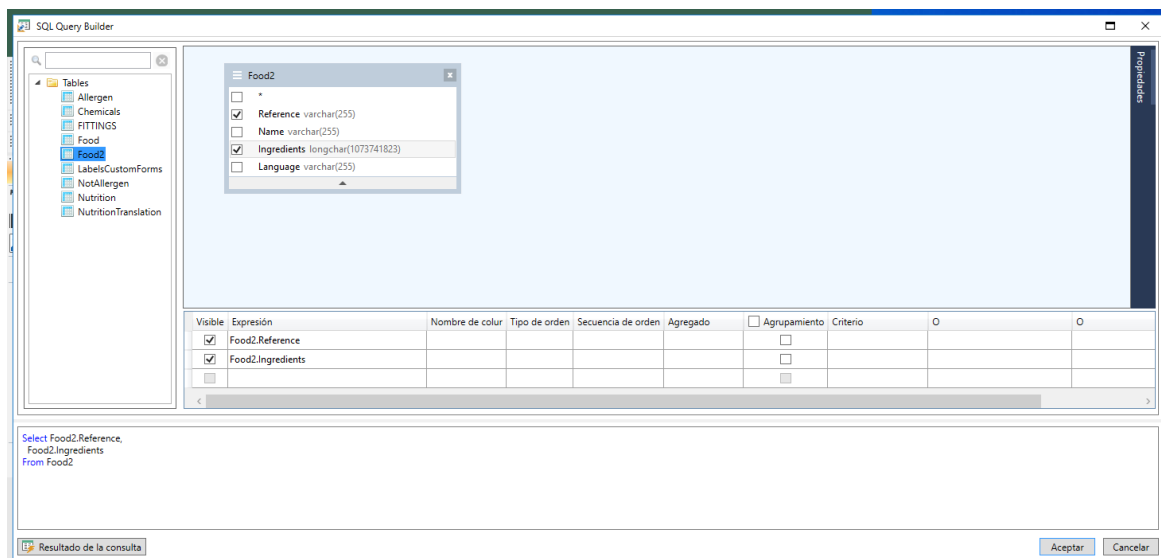 SQL Query Builder
Tables
Allergen
Chemicals
FITTINGS
Food
Food2
LabelsCustomForms
NotAllergen
Nutrition
NutritionTranslation
Food2
*
Reference varchar(255)
Name varchar(255)
Ingredients longchar(1073741823)
Language varchar(255)
Propiedades
Visible Expresión Nombre de colur Tipo de orden Secuencia de orden Agregado Agrupamiento Criterio O O
Food2.Reference
Food2.Ingredients
Select Food2.Reference,
Food2.Ingredients
From Food2
Resultado de la consulta Aceptar Cancelar